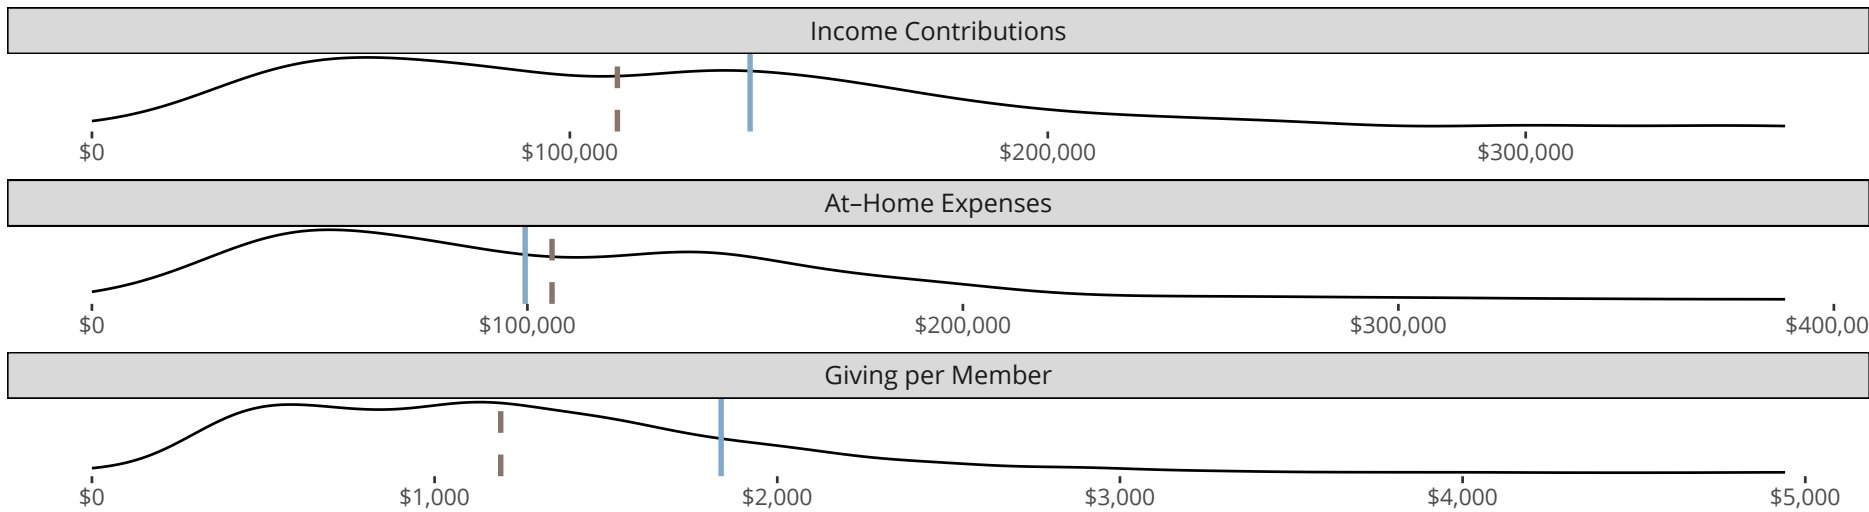 Income Contributions
$0 $100,000 $200,000 $300,000
At–Home Expenses
$0 $100,000 $200,000 $300,000 $400,00
Giving per Member
$0 $1,000 $2,000 $3,000 $4,000 $5,000